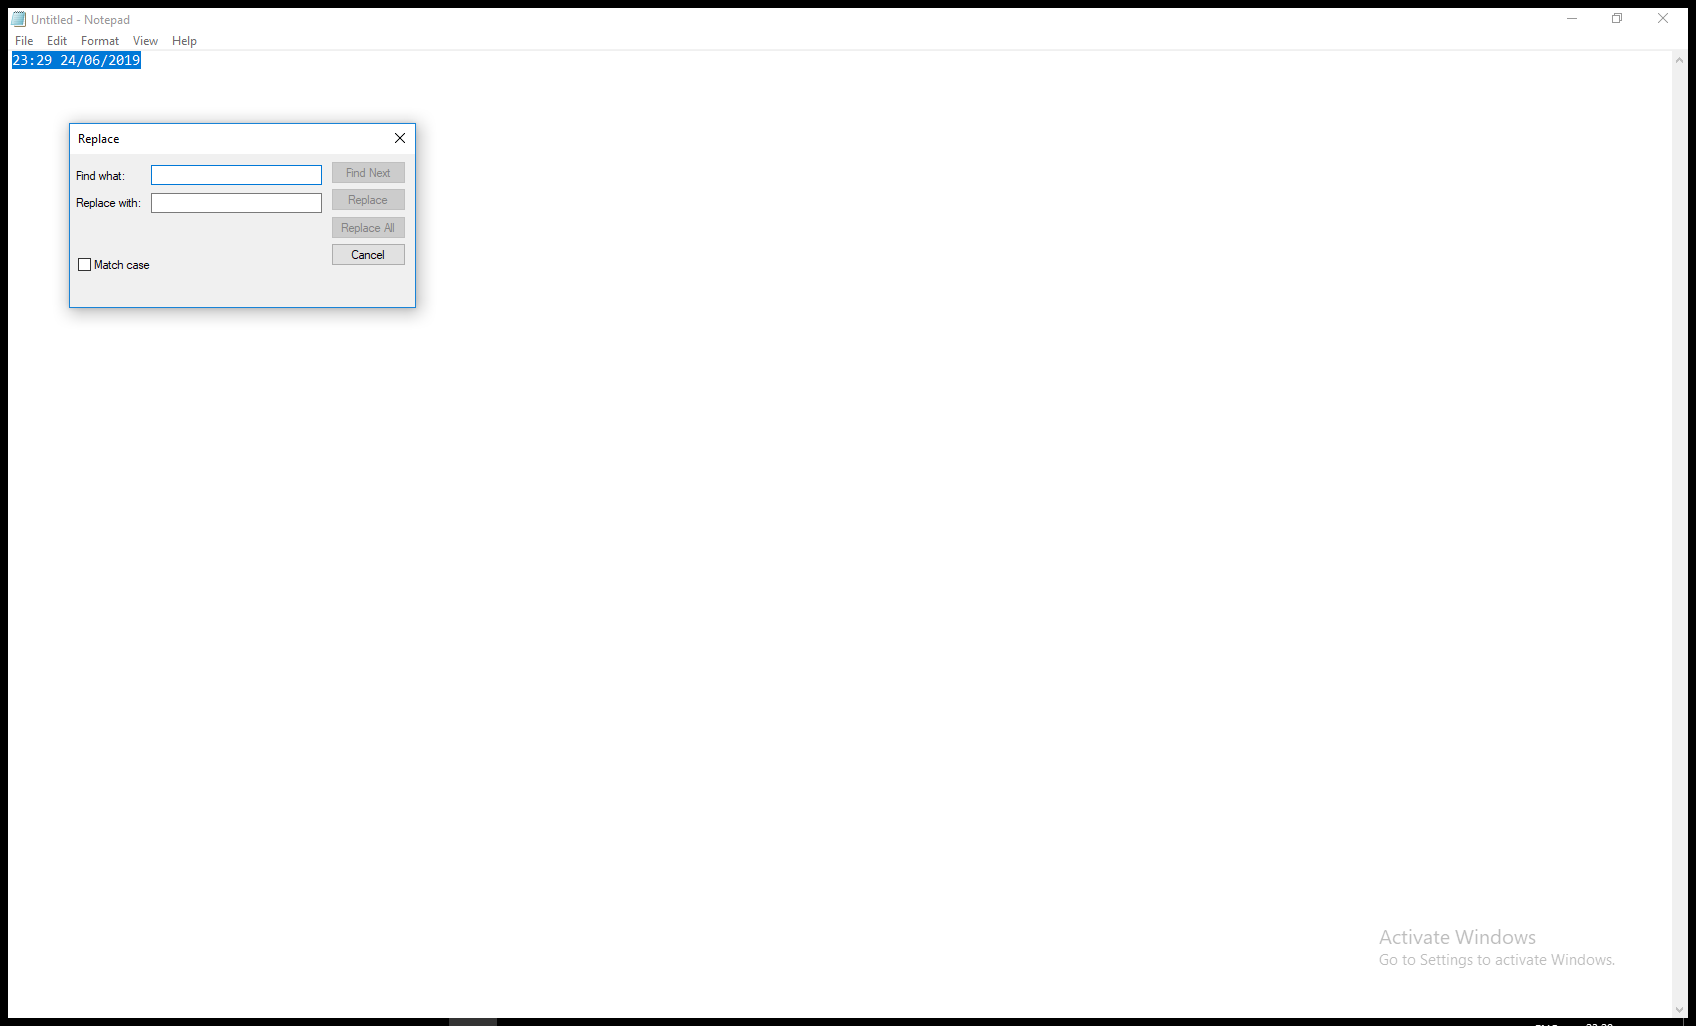 Untitled - Notepad
File Edit Format View Help
23:29 24/06/2019
Replace
Find what:
Find Next
Replace with:
Replace
Replace All
Cancel
Match case
Activate Windows
Go to Settings to activate Windows.